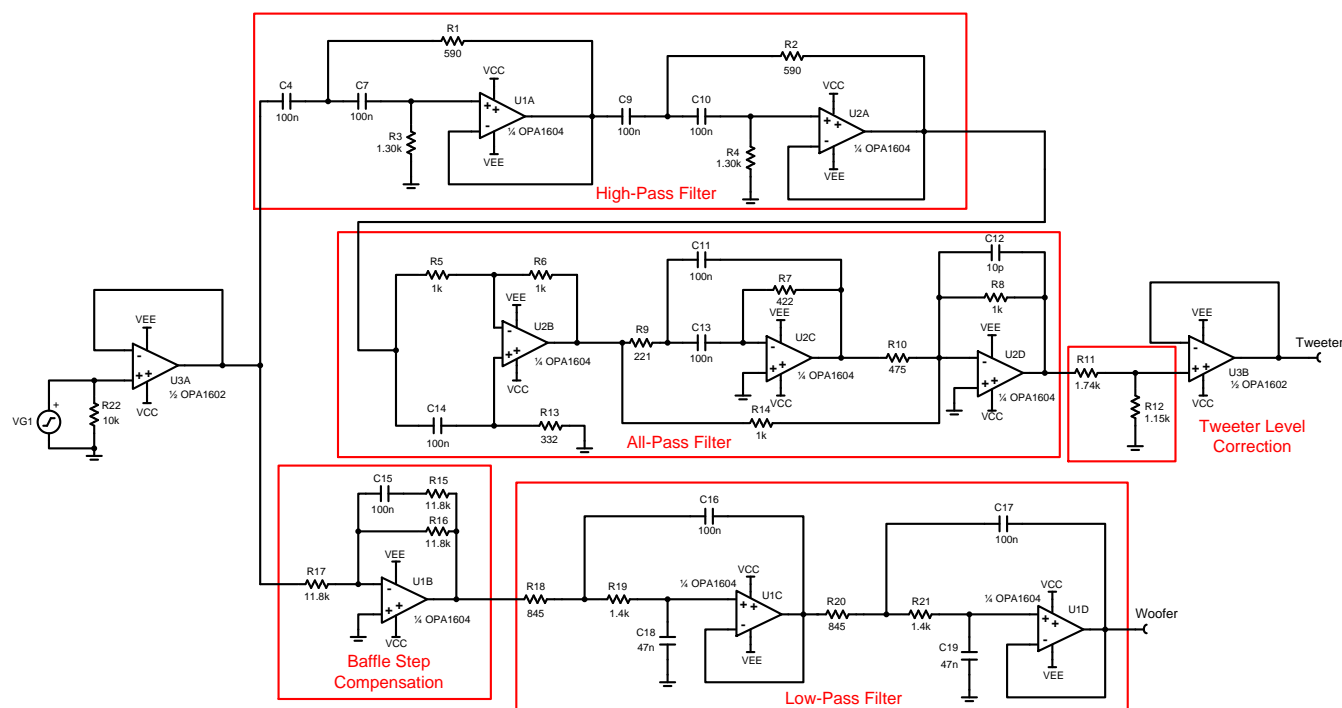 R1
590
C4
100n
C7
100n
R3
1.30k
VCC
+
+
-
U1A
¼ OPA1604
VEE
C9
100n
R2
590
C10
100n
R4
1.30k
VCC
+
+
-
U2A
¼ OPA1604
VEE
High-Pass Filter
R5
1k
R6
1k
VEE
-
+
+
U2B
¼ OPA1604
VCC
C14
100n
R13
332
R9
221
C11
100n
C13
100n
R7
422
VEE
-
+
+
U2C
¼ OPA1604
VCC
R14
1k
R10
475
C12
10p
R8
1k
VEE
-
+
+
U2D
¼ OPA1604
VCC
All-Pass Filter
R11
1.74k
R12
1.15k
Tweeter Level
Correction
VEE
-
+
+
U3B
½ OPA1602
VCC
Tweeter
VG1
+
R22
10k
VEE
-
+
+
U3A
½ OPA1602
VCC
C15
100n
R15
11.8k
R16
11.8k
R17
11.8k
VEE
-
+
+
U1B
¼ OPA1604
VCC
Baffle Step
Compensation
R18
845
R19
1.4k
C16
100n
C18
47n
VCC
¼ OPA1604
+
+
-
U1C
VEE
R20
845
R21
1.4k
C17
100n
C19
47n
VCC
¼ OPA1604
+
+
-
U1D
VEE
Woofer
Low-Pass Filter